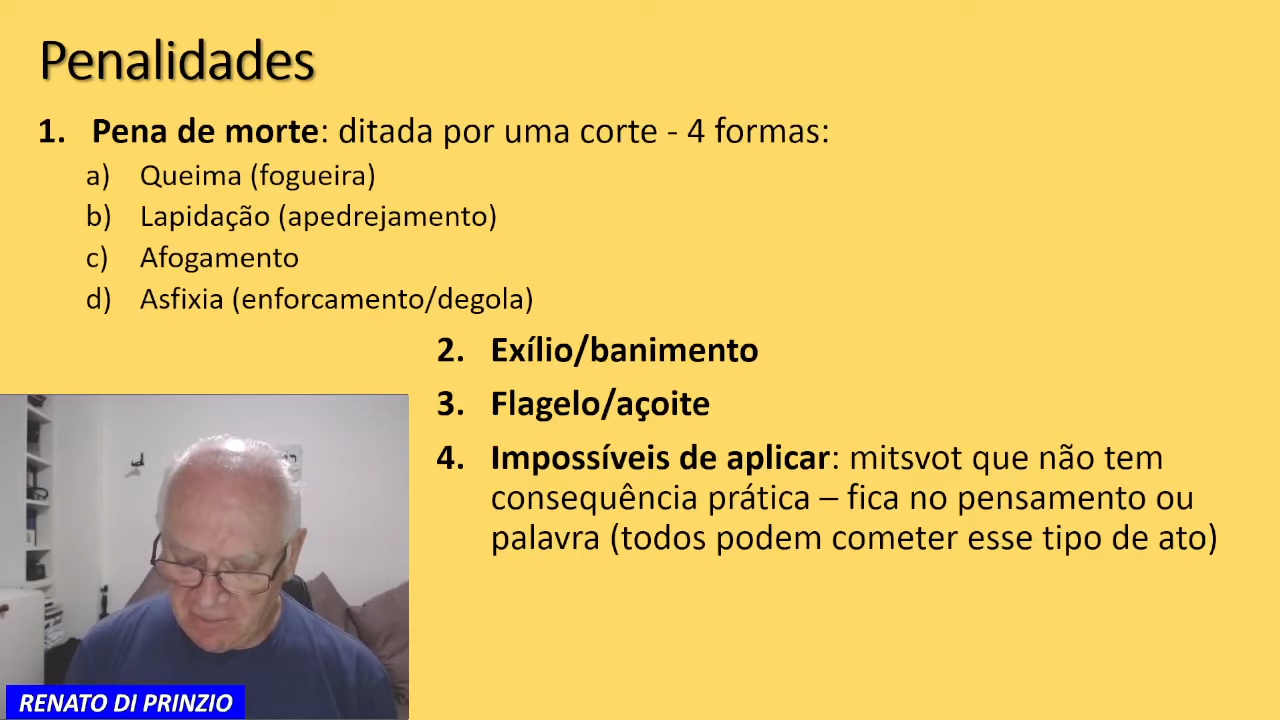 Penalidades
1. Pena de morte: ditada por uma corte - 4 formas:
a) Queima (fogueira)
b) Lapidação (apedrejamento)
c) Afogamento
d) Asfixia (enforcamento/degola)
2. Exílio/banimento
3. Flagelo/açoite
4. Impossíveis de aplicar: mitsvot que não tem
consequência prática – fica no pensamento ou
palavra (todos podem cometer esse tipo de ato)
RENATO DI PRINZIO